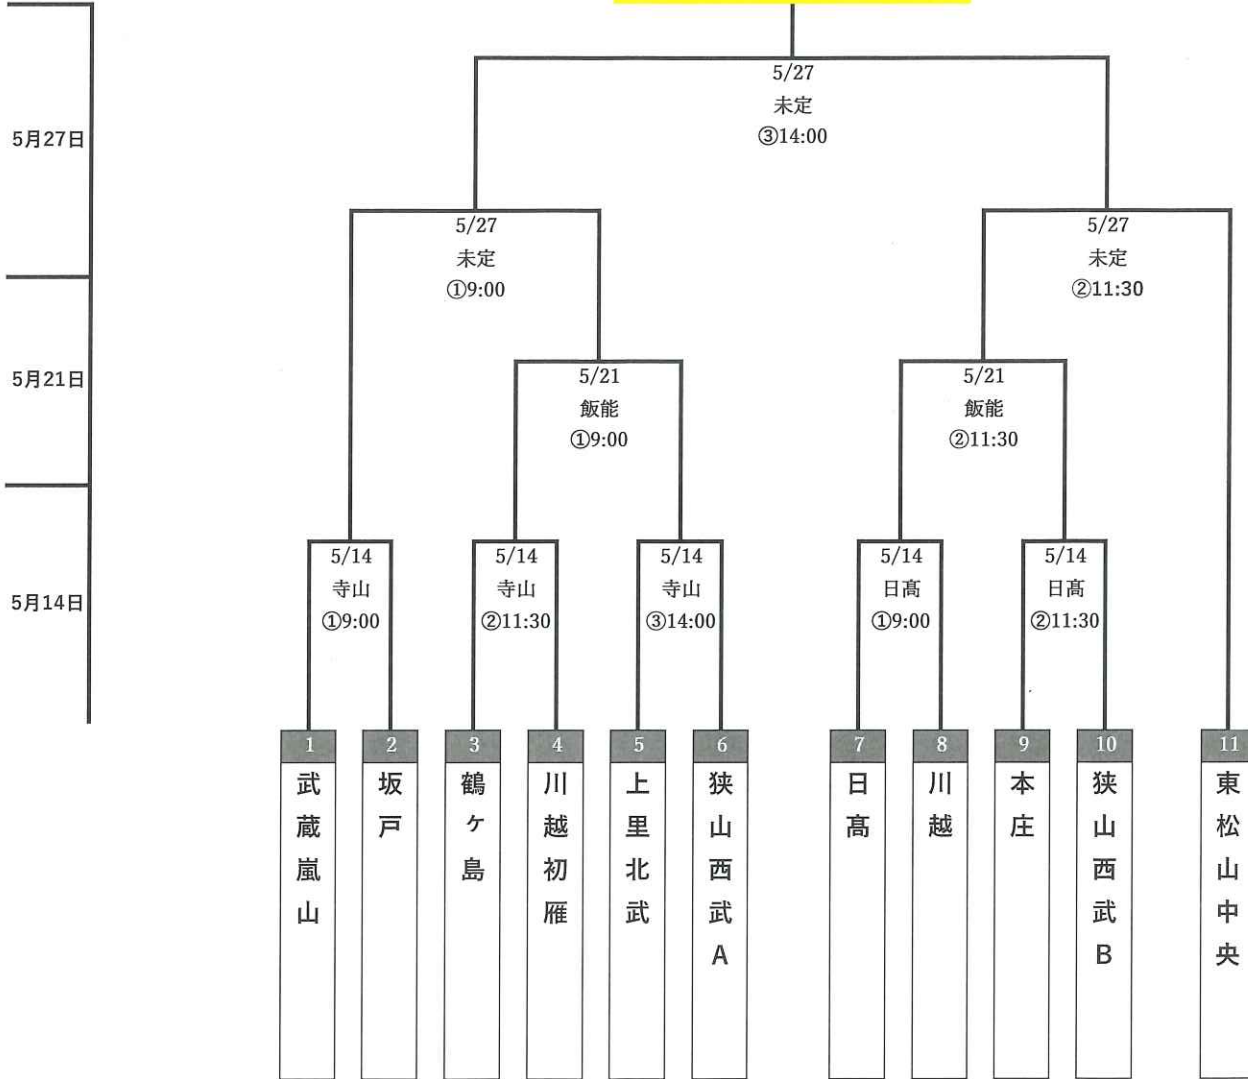 5/27
未定
③14:00
5月27日
5/27
未定
①9:00
5/27
未定
②11:30
5月21日
5/21
飯能
①9:00
5/21
飯能
②11:30
5月14日
5/14
寺山
①9:00
5/14
寺山
②11:30
5/14
寺山
③14:00
5/14
日髙
①9:00
5/14
日髙
②11:30
1
武蔵嵐山
2
坂戸
3
鶴ケ島
4
川越初雁
5
上里北武
6
狭山西武A
7
日髙
8
川越
9
本庄
10
狭山西武B
11
東松山中央